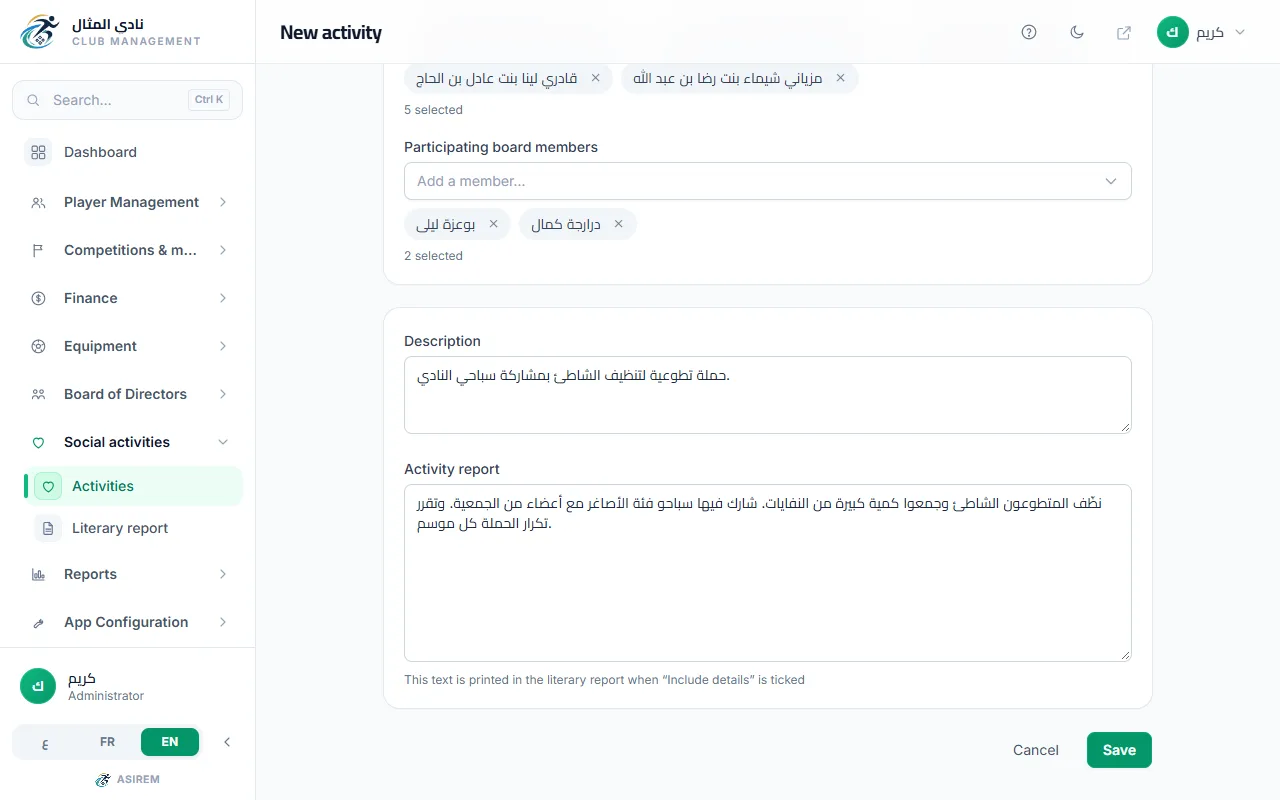 نادي المثال
CLUB MANAGEMENT
Search...
Ctrl K
Dashboard
Player Management
Competitions & m...
Finance
Equipment
Board of Directors
Social activities
Activities
Literary report
Reports
App Configuration
ك
كريم
Administrator
ع
FR
EN
ASIREM
New activity
ك
كريم
قادري لينا بنت عادل بن الحاج ×
مزياني شيماء بنت رضا بن عبد الله ×
5 selected
Participating board members
Add a member...
بوعزة ليلى ×
درارجة كمال ×
2 selected
Description
حملة تطوعية لتنظيف الشاطئ بمشاركة سباحي النادي.
Activity report
نظّف المتطوعون الشاطئ وجمعوا كمية كبيرة من النفايات. شارك فيها سباحو فئة الأصاغر مع أعضاء من الجمعية. وتقرر
تكرار الحملة كل موسم.
This text is printed in the literary report when “Include details” is ticked
Cancel
Save